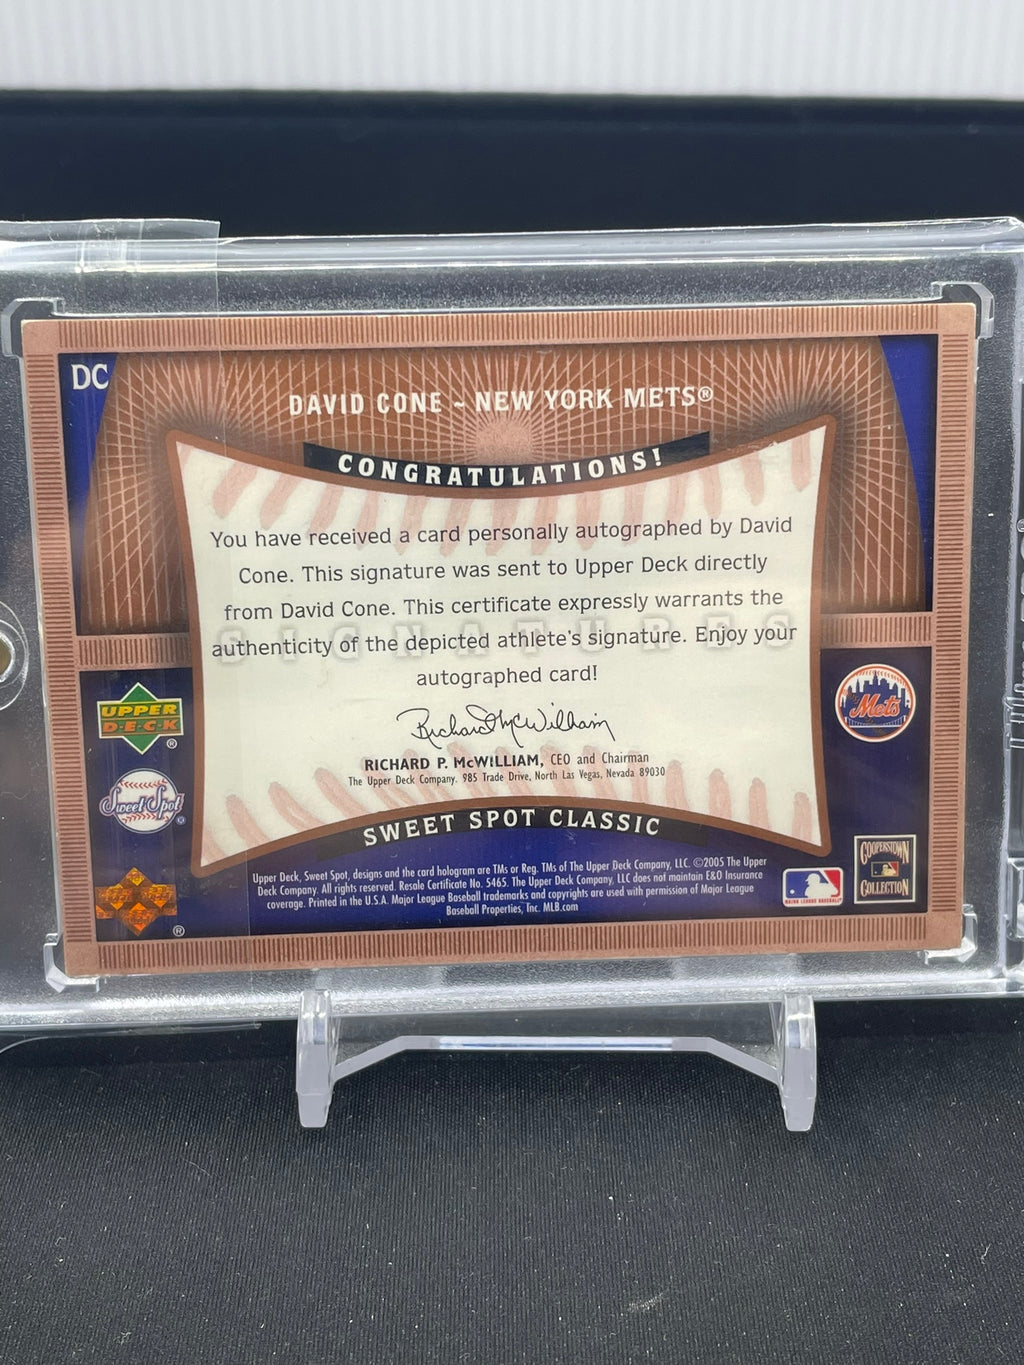 DC
DAVID CONE ~ NEW YORK METS®
CONGRATULATIONS!
You have received a card personally autographed by David
Cone. This signature was sent to Upper Deck directly
from David Cone. This certificate expressly warrants the
authenticity of the depicted athlete's signature. Enjoy your
autographed card!
SIGNATURES
Richard P McWilliam
RICHARD P. McWILLIAM, CEO and Chairman
The Upper Deck Company. 985 Trade Drive, North Las Vegas, Nevada 89030
SWEET SPOT CLASSIC
UPPER
D·E·C·K
®
Sweet Spot
®
Mets
Upper Deck, Sweet Spot, designs and the card hologram are TMs or Reg. TMs of The Upper Deck Company, LLC. ©2005 The Upper
Deck Company. All rights reserved. Resale Certificate No. 5465. The Upper Deck Company, LLC does not maintain E&O Insurance
coverage. Printed in the U.S.A. Major League Baseball trademarks and copyrights are used with permission of Major League
Baseball Properties, Inc. MLB.com
®
MAJOR LEAGUE BASEBALL
COOPERSTOWN
COLLECTION